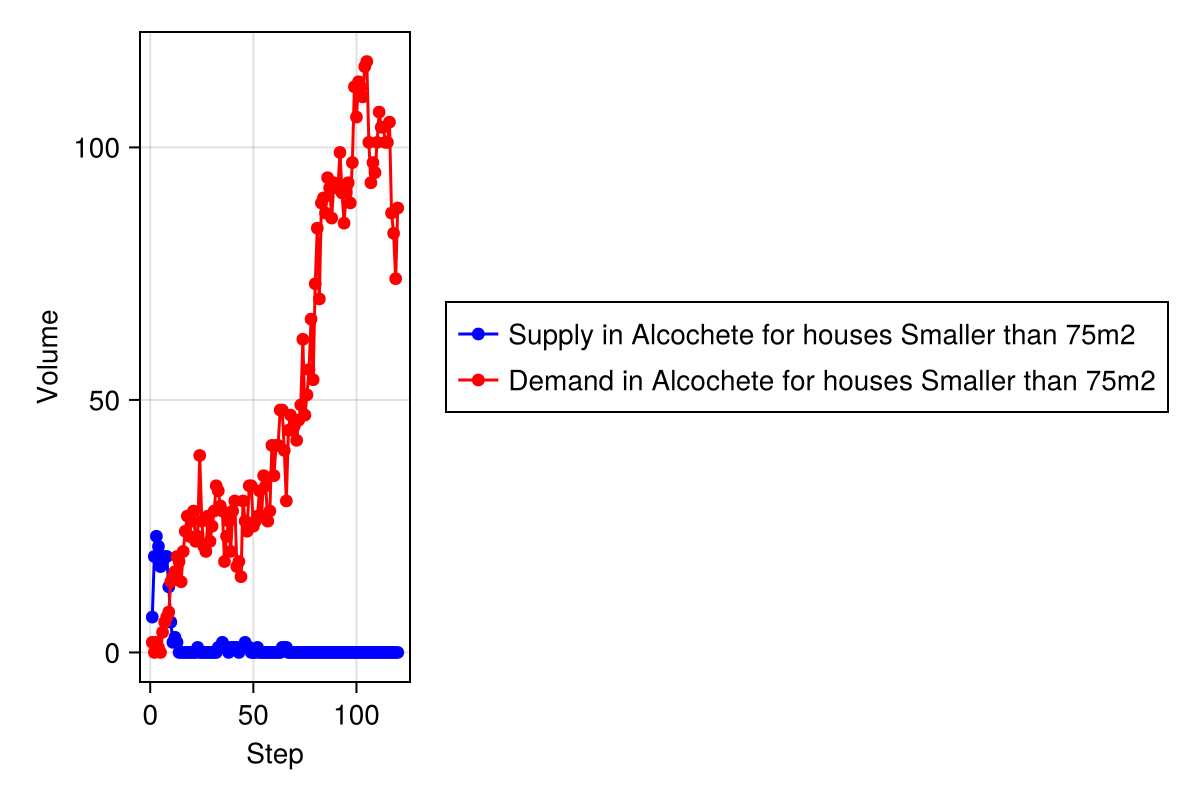 Volume
100
50
0
0 50 100
Step
Supply in Alcochete for houses Smaller than 75m2
Demand in Alcochete for houses Smaller than 75m2